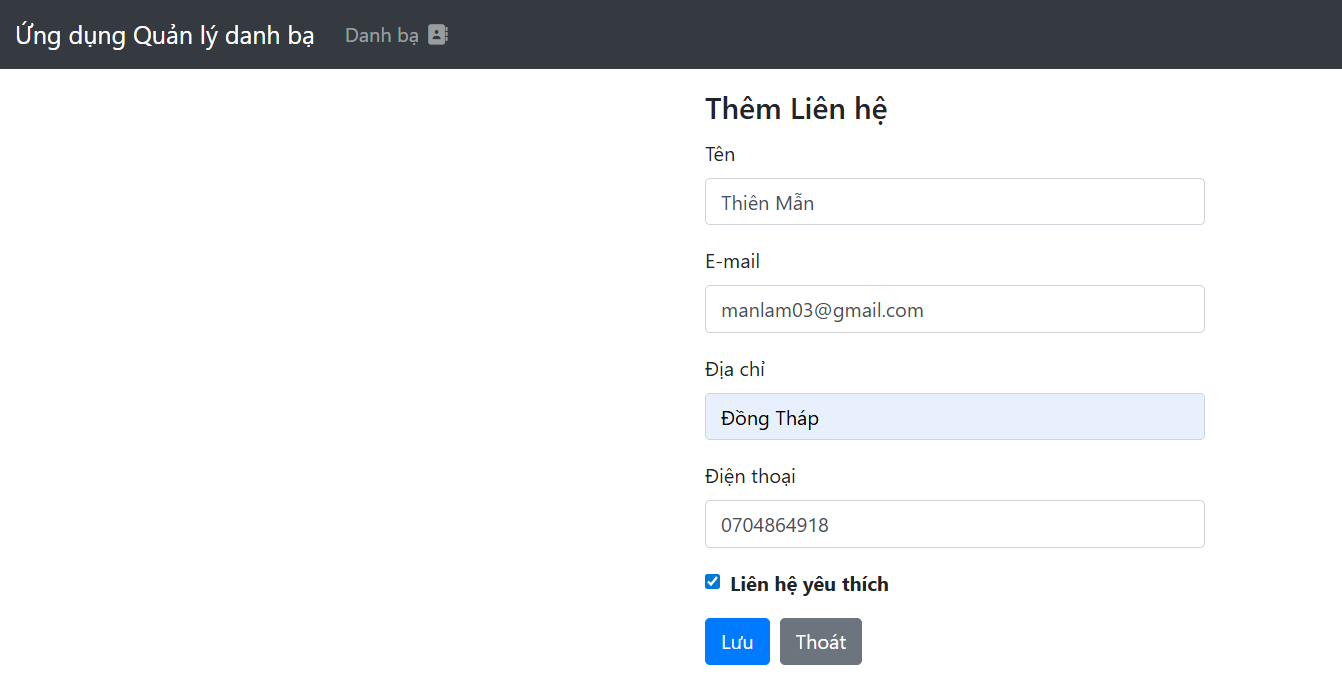 Ứng dụng Quản lý danh bạ Danh bạ
Thêm Liên hệ
Tên
Thiên Mẫn
E-mail
manlam03@gmail.com
Địa chỉ
Đồng Tháp
Điện thoại
0704864918
Liên hệ yêu thích
Lưu Thoát